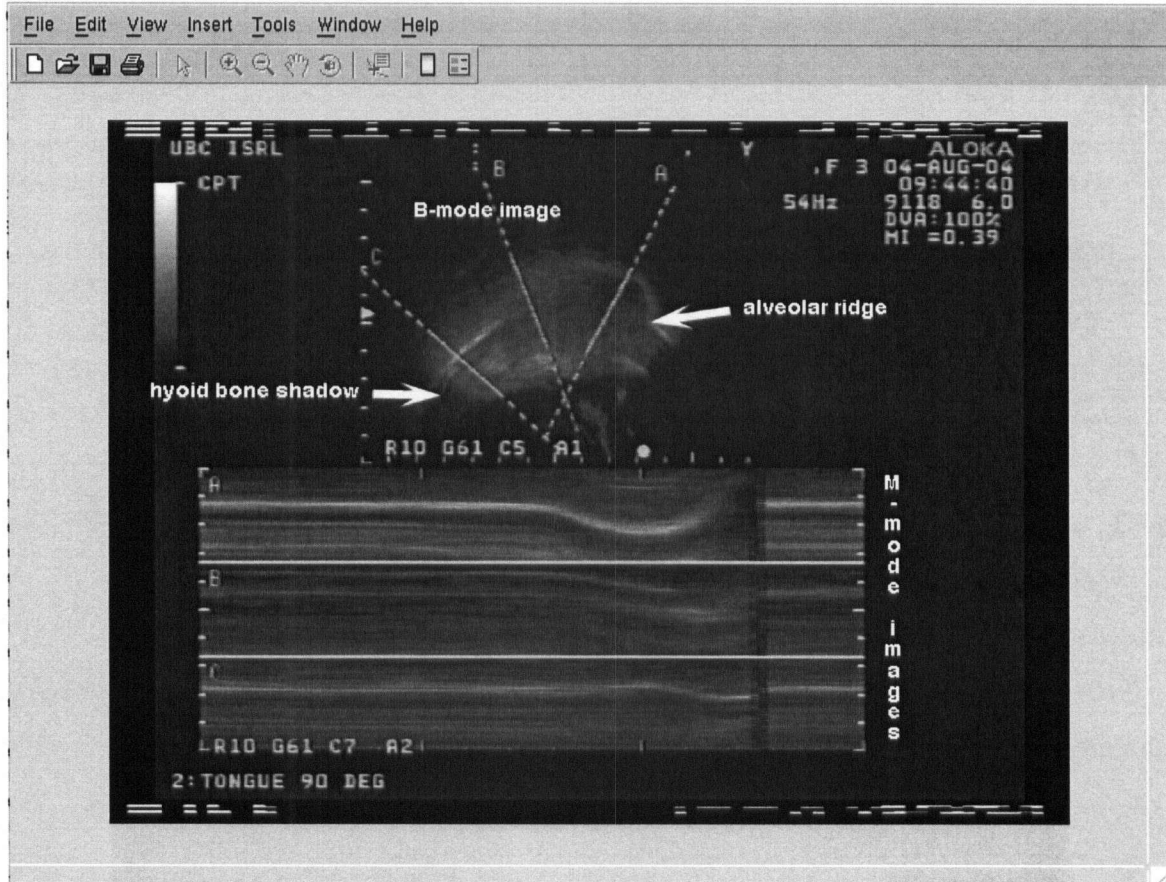 File Edit View Insert Tools Window Help
UBC ISRL
ALOKA
CPT
B
A
Y
.F 3 04-AUG-04
09:44:40
54Hz 9118 6.0
DVA:100%
MI =0.39
B-mode image
C
alveolar ridge
hyoid bone shadow
R10 G61 C5 A1
A
B
C
M-mode images
R10 G61 C7 A2
2:TONGUE 90 DEG